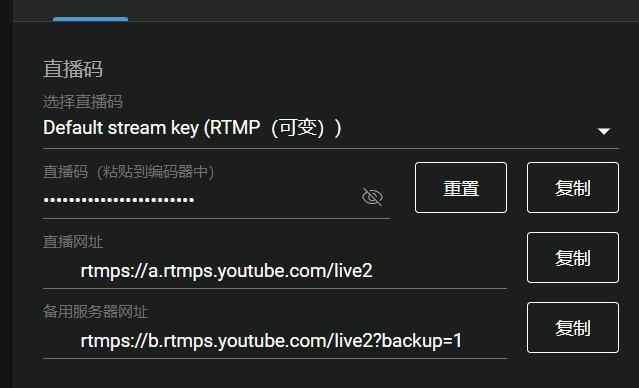 直播码
选择直播码
Default stream key (RTMP（可变）)
直播码（粘贴到编码器中）
••••••••••••••••••••••••
重置
复制
直播网址
rtmps://a.rtmps.youtube.com/live2
复制
备用服务器网址
rtmps://b.rtmps.youtube.com/live2?backup=1
复制